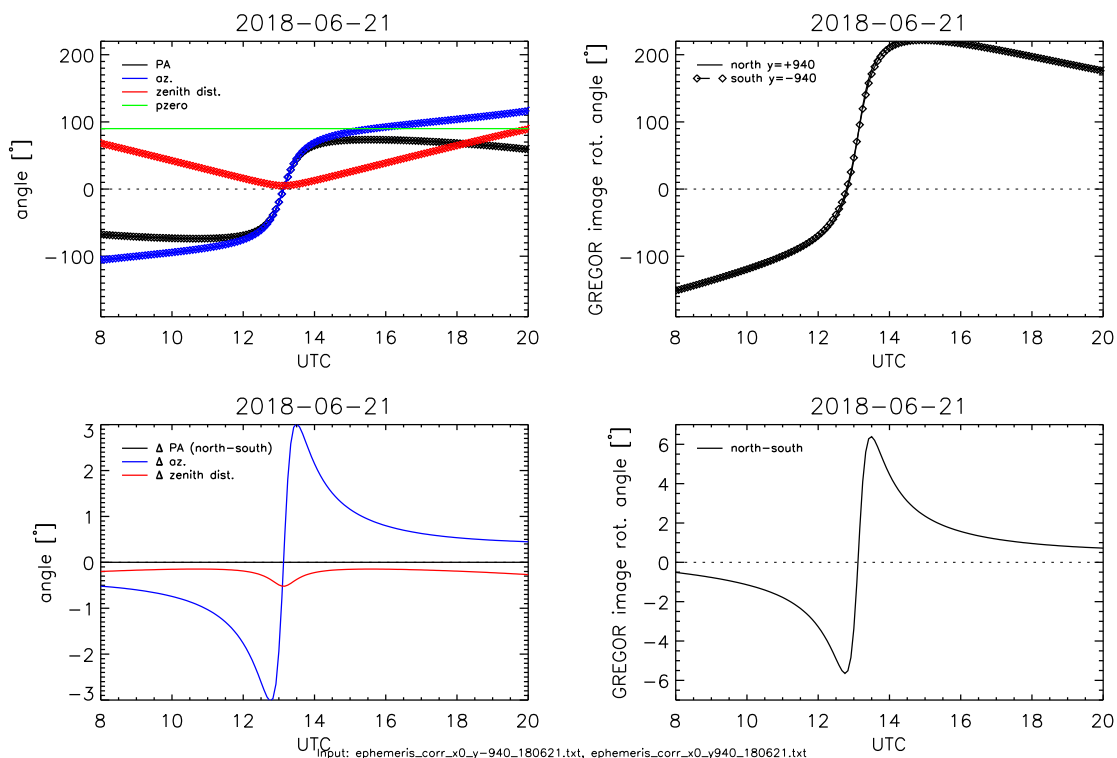 2018-06-21
PA
az.
zenith dist.
pzero
angle [°]
200
100
0
-100
8 10 12 14 16 18 20
UTC
2018-06-21
north y=+940
south y=-940
GREGOR image rot. angle [°]
200
100
0
-100
8 10 12 14 16 18 20
UTC
2018-06-21
Δ PA (north-south)
Δ az.
Δ zenith dist.
angle [°]
3
2
1
0
-1
-2
-3
8 10 12 14 16 18 20
UTC
2018-06-21
north-south
GREGOR image rot. angle [°]
6
4
2
0
-2
-4
-6
8 10 12 14 16 18 20
UTC
Input: ephemeris_corr_x0_y-940_180621.txt, ephemeris_corr_x0_y940_180621.txt